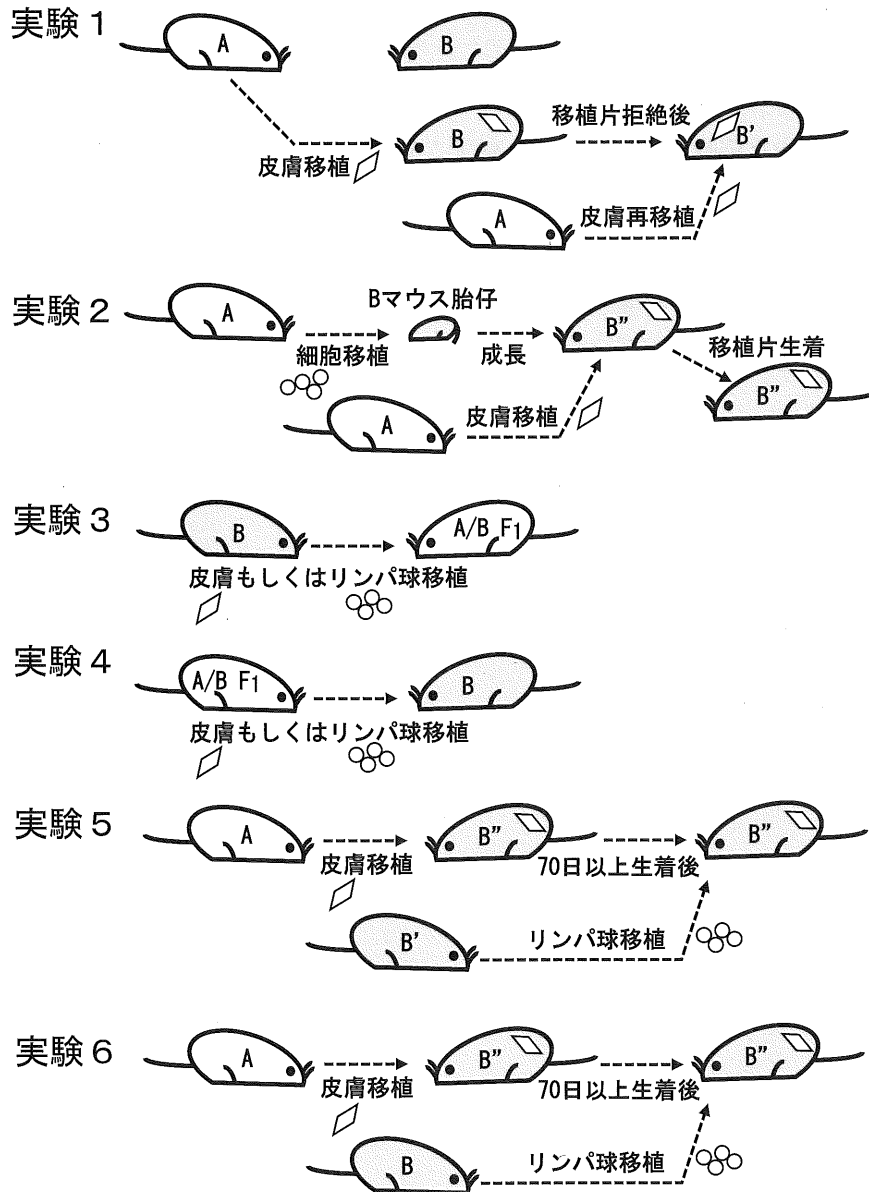 実験1
A
B
皮膚移植
B
移植片拒絶後
B'
A
皮膚再移植
実験2
A
細胞移植
Bマウス胎仔
成長
B"
移植片生着
B"
A
皮膚移植
実験3
B
A/B F1
皮膚もしくはリンパ球移植
実験4
A/B F1
B
皮膚もしくはリンパ球移植
実験5
A
皮膚移植
B"
70日以上生着後
B"
B'
リンパ球移植
実験6
A
皮膚移植
B"
70日以上生着後
B"
B
リンパ球移植